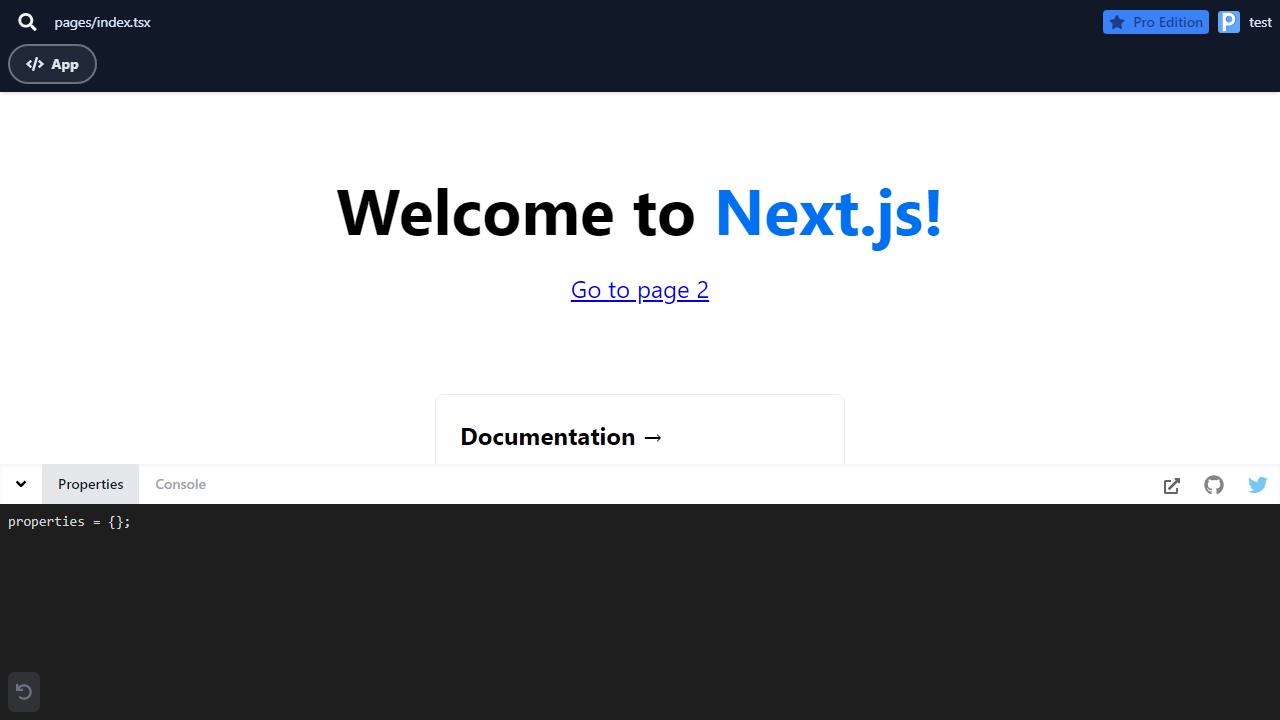 pages/index.tsx
Pro Edition
test
App
Welcome to Next.js!
Go to page 2
Documentation →
Properties
Console
properties = {};